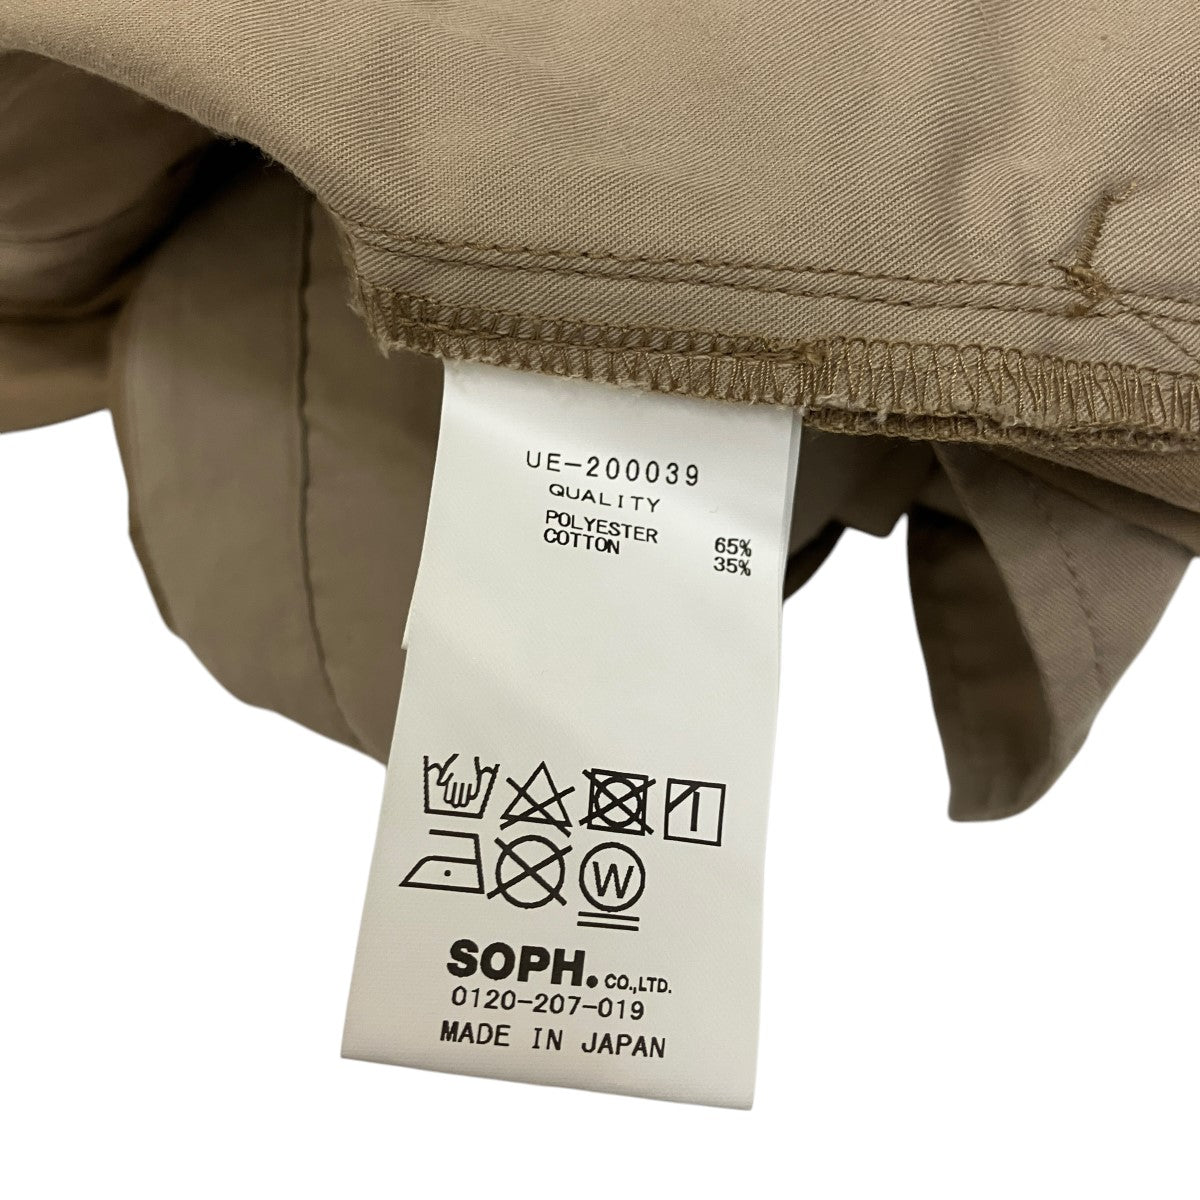 UE-200039
QUALITY
POLYESTER 65%
COTTON 35%
W
SOPH. CO.,LTD.
0120-207-019
MADE IN JAPAN